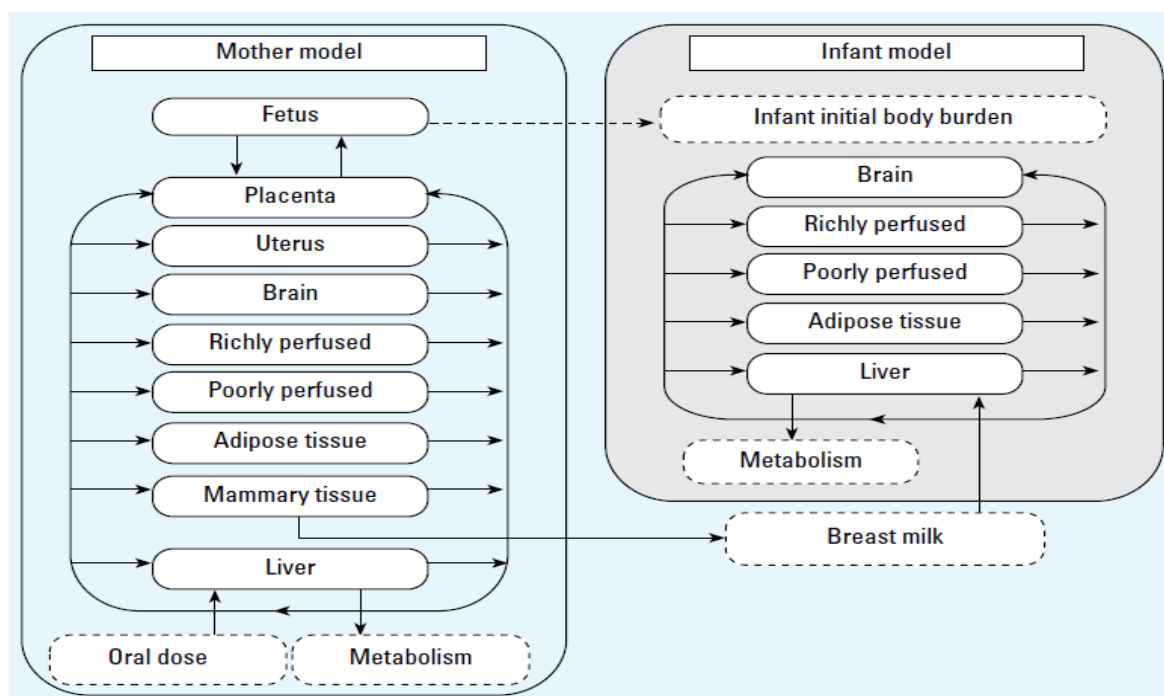 Mother model
Fetus
Placenta
Uterus
Brain
Richly perfused
Poorly perfused
Adipose tissue
Mammary tissue
Liver
Oral dose
Metabolism
Infant model
Infant initial body burden
Brain
Richly perfused
Poorly perfused
Adipose tissue
Liver
Metabolism
Breast milk